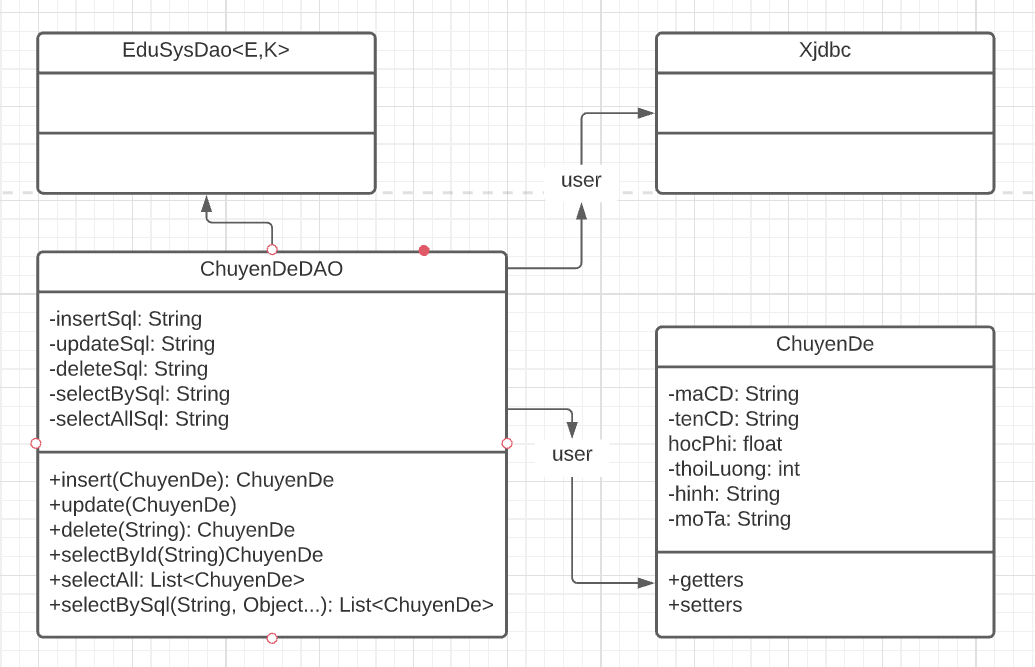 EduSysDao<E,K>
Xjdbc
user
ChuyenDeDAO
-insertSql: String
-updateSql: String
-deleteSql: String
-selectBySql: String
-selectAllSql: String
+insert(ChuyenDe): ChuyenDe
+update(ChuyenDe)
+delete(String): ChuyenDe
+selectById(String)ChuyenDe
+selectAll: List<ChuyenDe>
+selectBySql(String, Object...): List<ChuyenDe>
user
ChuyenDe
-maCD: String
-tenCD: String
hocPhi: float
-thoiLuong: int
-hinh: String
-moTa: String
+getters
+setters